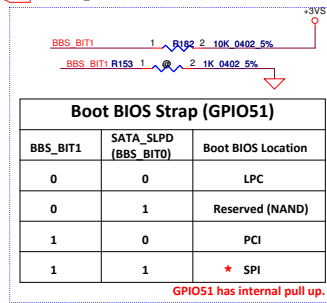 +3VS
BBS_BIT1 1 R182 2 10K_0402_5%
BBS_BIT1 R153 1 @ 2 1K_0402_5%
Boot BIOS Strap (GPIO51)
BBS_BIT1 SATA_SLPD (BBS_BIT0) Boot BIOS Location
0 0 LPC
0 1 Reserved (NAND)
1 0 PCI
1 1 * SPI
GPIO51 has internal pull up.